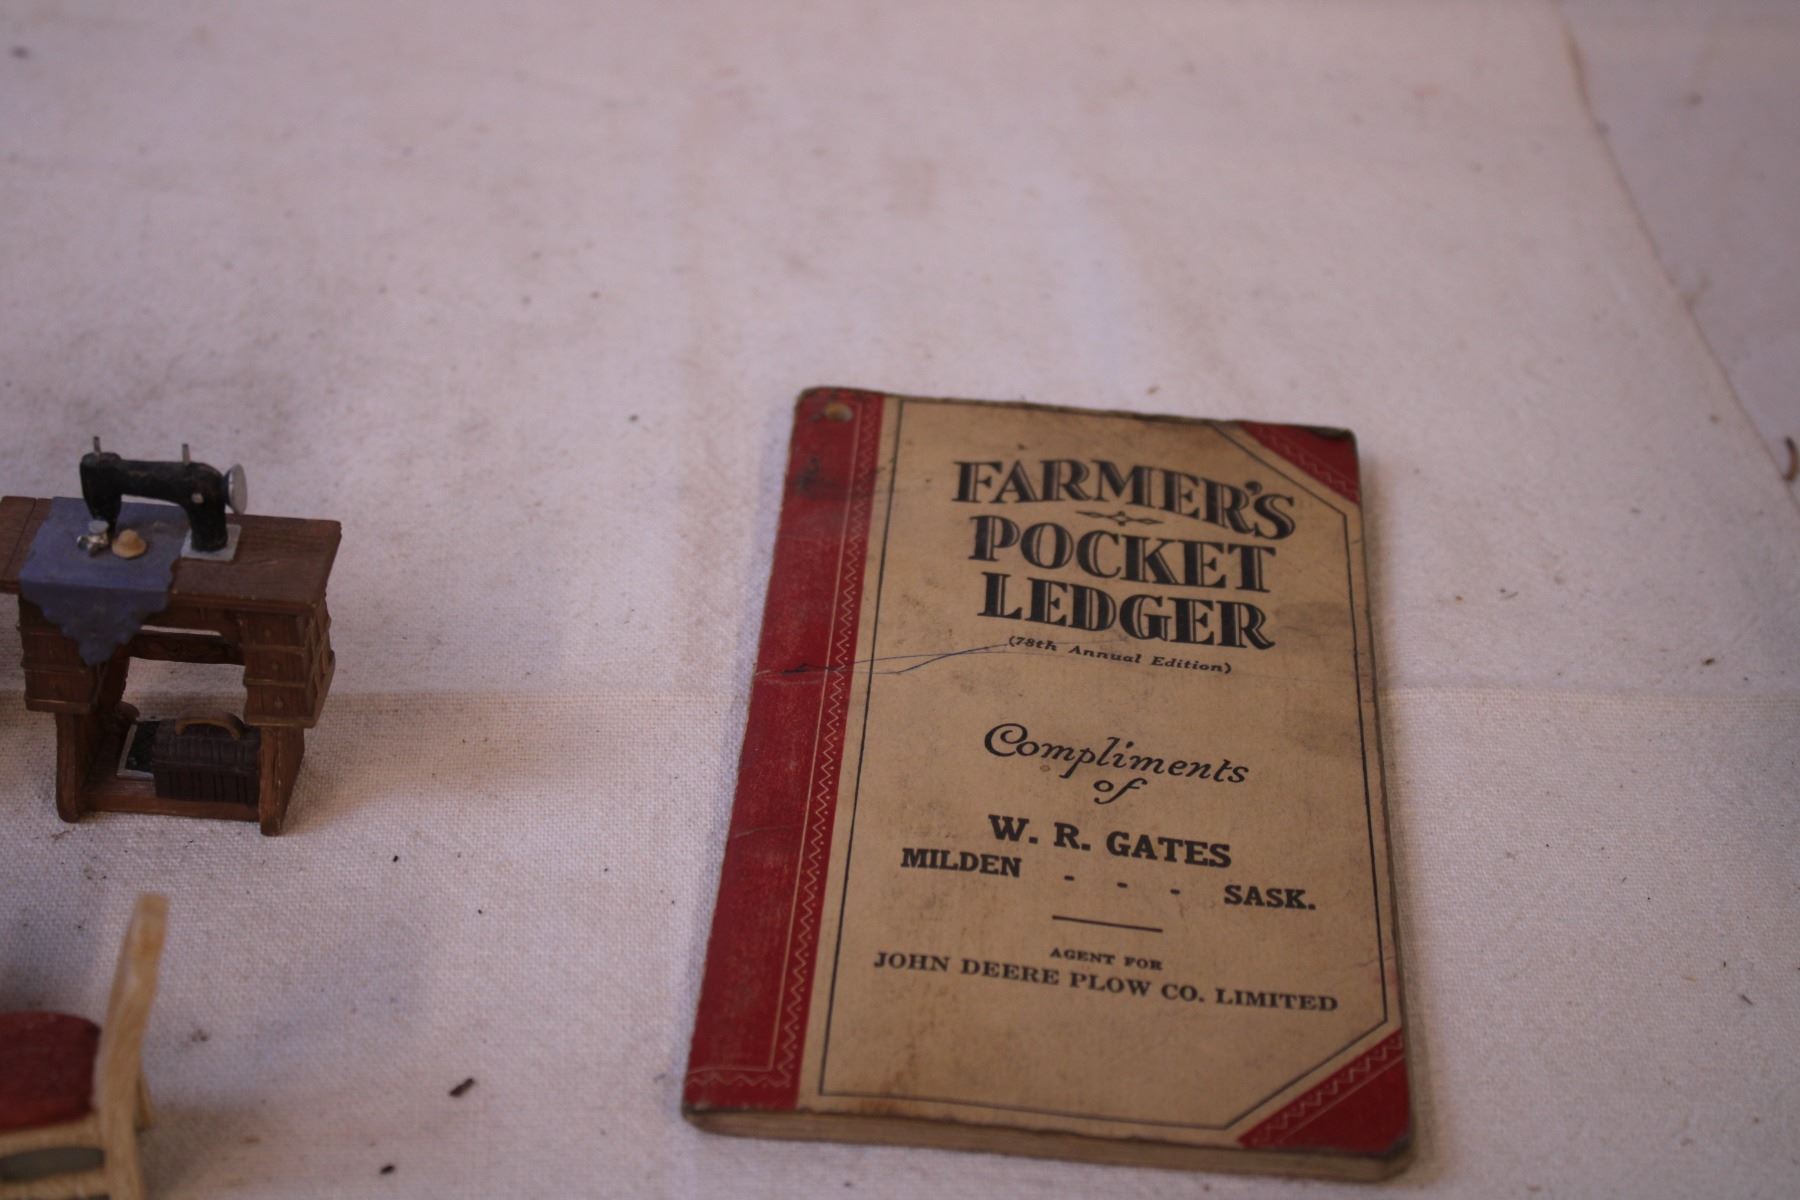 FARMER'S
POCKET
LEDGER
(78th Annual Edition)
Compliments
of
W. R. GATES
MILDEN - - - SASK.
AGENT FOR
JOHN DEERE PLOW CO. LIMITED